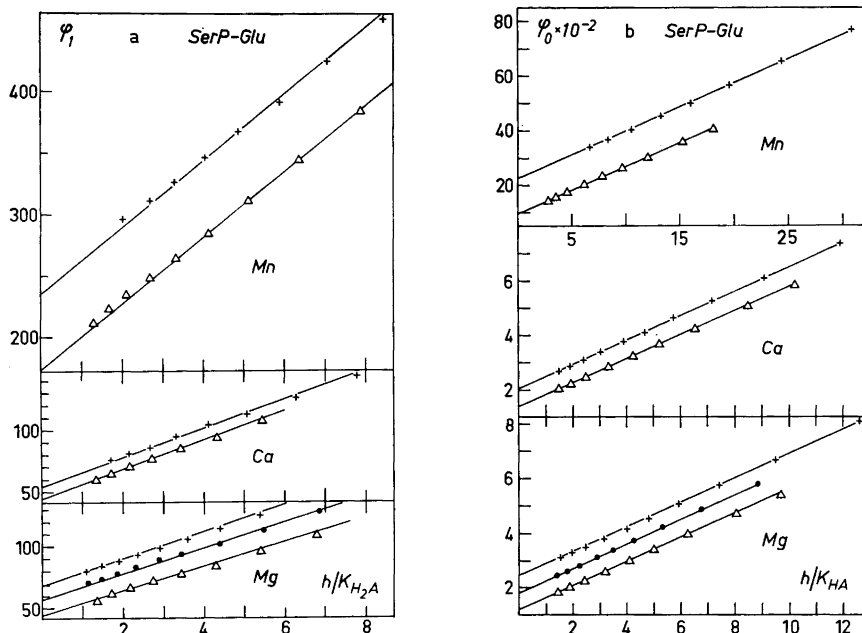 φ₁ a SerP-Glu
400
300
Mn
200
100
Ca
50
100
Mg h/K_H₂A
50
2 4 6 8
φ₀×10⁻² b SerP-Glu
80
60
40
Mn
20
5 15 25
6
4
Ca
2
8
6
4
Mg
2
h/K_HA
2 4 6 8 10 12